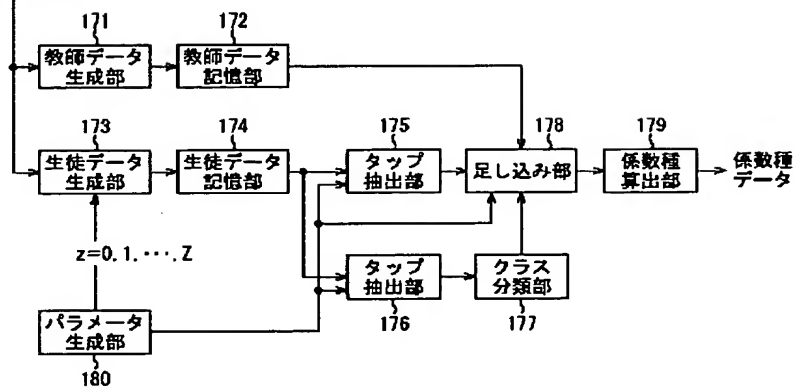 171
172
教師データ
生成部
教師データ
記憶部
173
174
175
178
179
生徒データ
生成部
生徒データ
記憶部
タップ
抽出部
足し込み部
係数種
算出部
係数種
データ
z=0,1,···,Z
タップ
抽出部
クラス
分類部
176
177
パラメータ
生成部
180